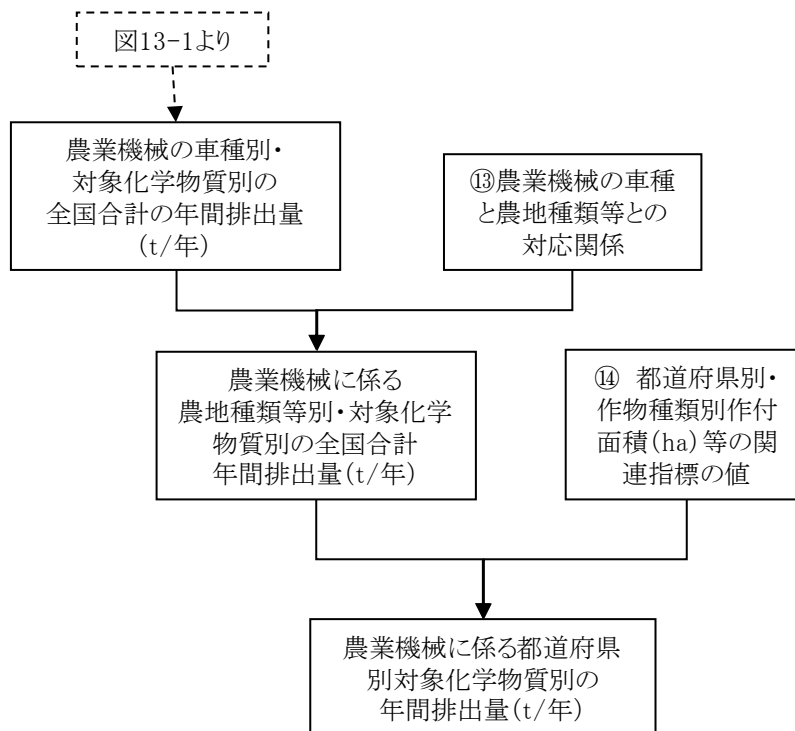 図13-1より
農業機械の車種別・
対象化学物質別の
全国合計の年間排出量
(t/年)
⑬農業機械の車種
と農地種類等との
対応関係
農業機械に係る
農地種類等別・対象化学
物質別の全国合計
年間排出量(t/年)
⑭ 都道府県別・
作物種類別作付
面積(ha)等の関
連指標の値
農業機械に係る都道府県
別対象化学物質別の
年間排出量(t/年)